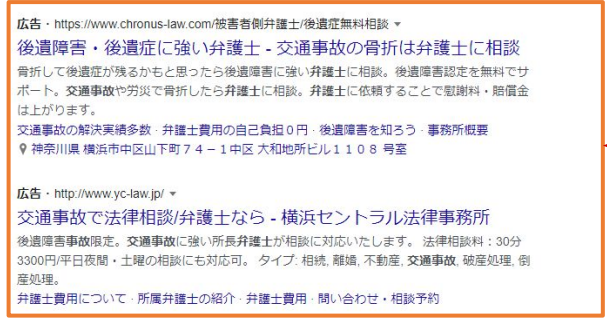 広告・https://www.chronus-law.com/被害者側弁護士/後遺症無料相談 ▾
後遺障害・後遺症に強い弁護士 - 交通事故の骨折は弁護士に相談
骨折して後遺症が残るかもと思ったら後遺障害に強い弁護士に相談。後遺障害認定を無料でサ
ポート。交通事故や労災で骨折したら弁護士に相談。弁護士に依頼することで慰謝料・賠償金
は上がります。
交通事故の解決実績多数・弁護士費用の自己負担０円・後遺障害を知ろう・事務所概要
神奈川県 横浜市中区山下町７４－１中区 大和地所ビル１１０８ 号室
広告・http://www.yc-law.jp/ ▾
交通事故で法律相談/弁護士なら - 横浜セントラル法律事務所
後遺障害事故限定。交通事故に強い所長弁護士が相談に対応いたします。 法律相談料：30分
3300円/平日夜間・土曜の相談にも対応可。 タイプ: 相続, 離婚, 不動産, 交通事故, 破産処理, 倒
産処理。
弁護士費用について・所属弁護士の紹介・弁護士費用・問い合わせ・相談予約